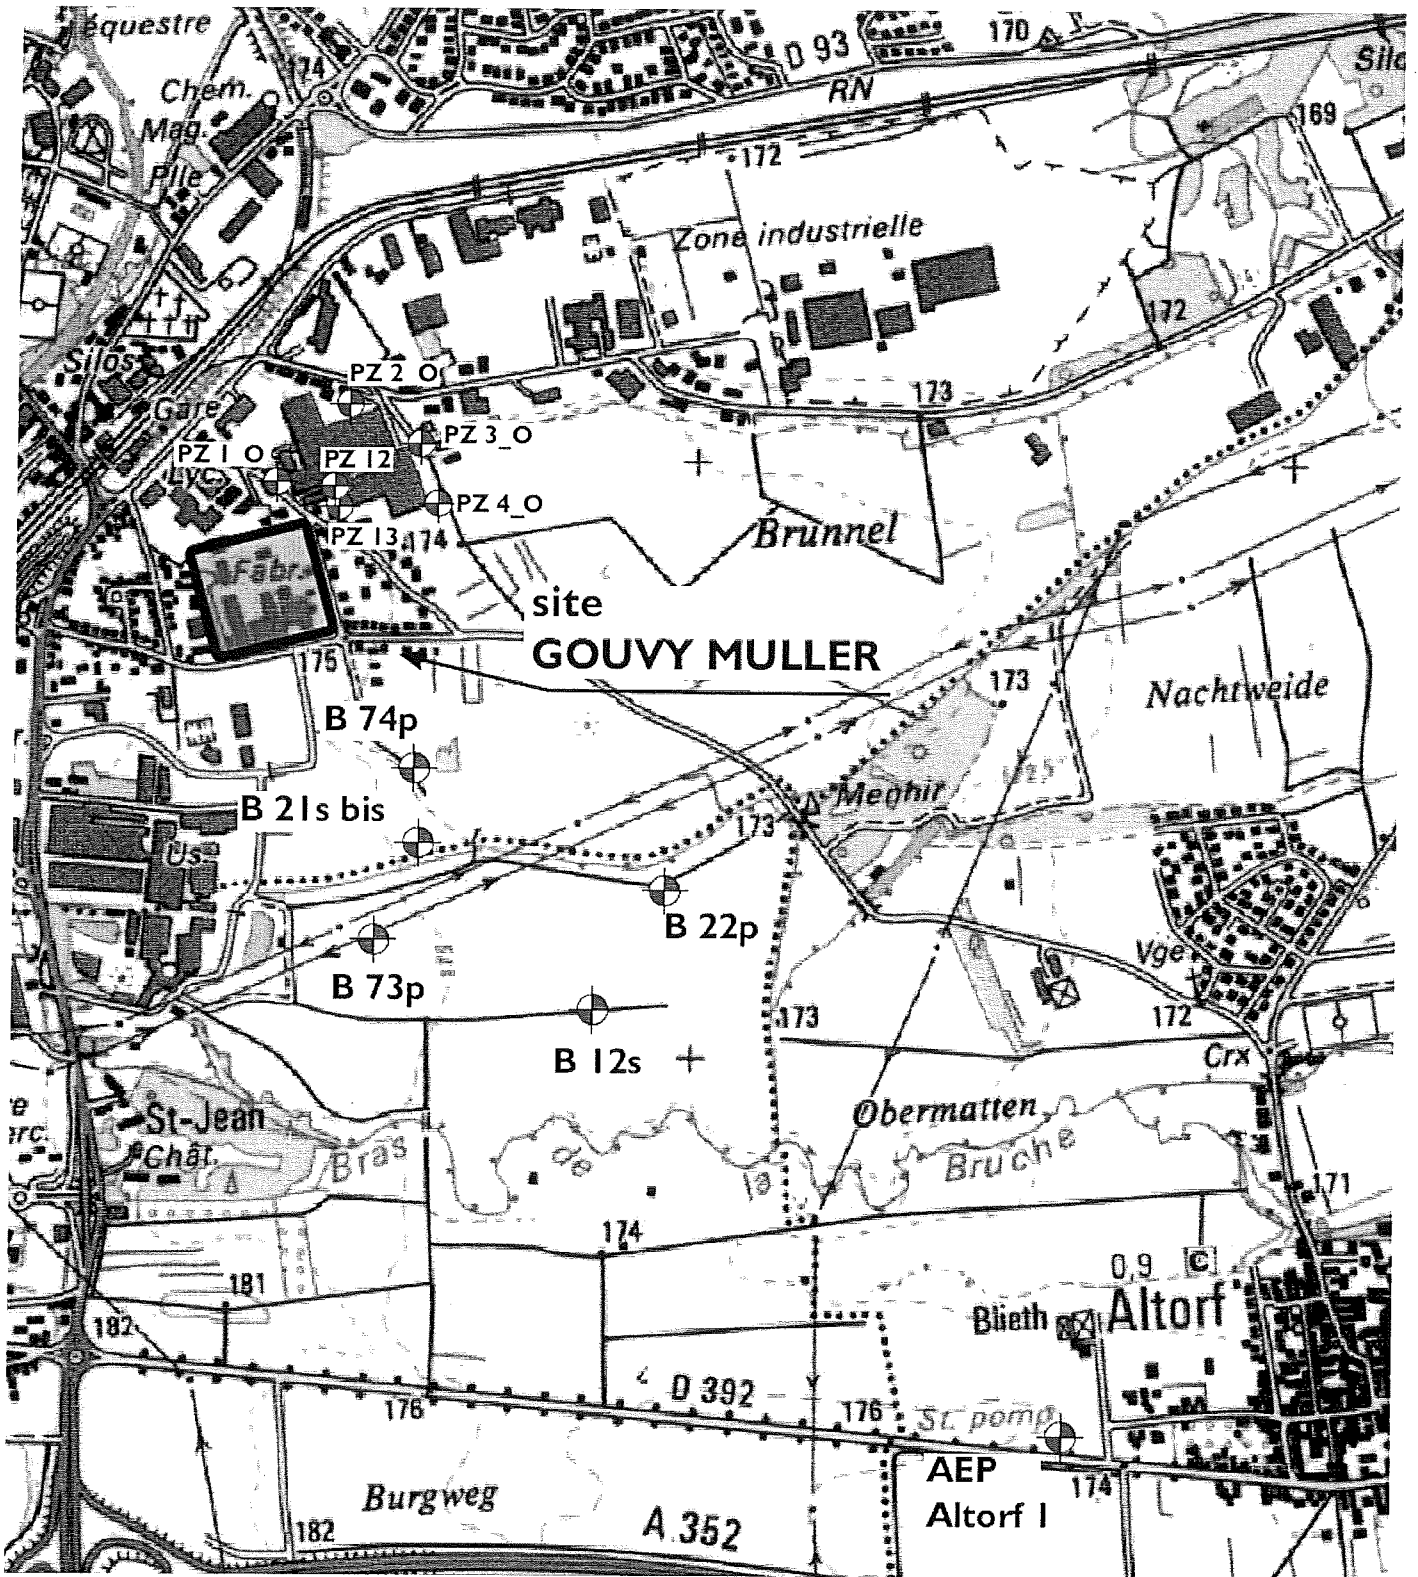 équestre
174
Chem.
Mag.
Plle
D 93
RN
170
Silo
169
172
Zone industrielle
172
Silos
Gare
PZ 2_O
173
PZ 1_O
Lyc.
PZ 12
PZ 3_O
PZ 4_O
PZ 13
174
Brünnel
Fabr.
site
GOUVY MULLER
175
173
Nachtweide
B 74p
B 21s bis
Meghir
173
Us.
B 22p
Vge
B 73p
173
172
B 12s
Crx
St-Jean
Chât.
Obermatten
Bras
de
la
Bruche
171
174
181
0,9
C
Blieth
Altorf
182
D 392
176
176
St. pomp
AEP
Altorf 1
174
Burgweg
182
A 352